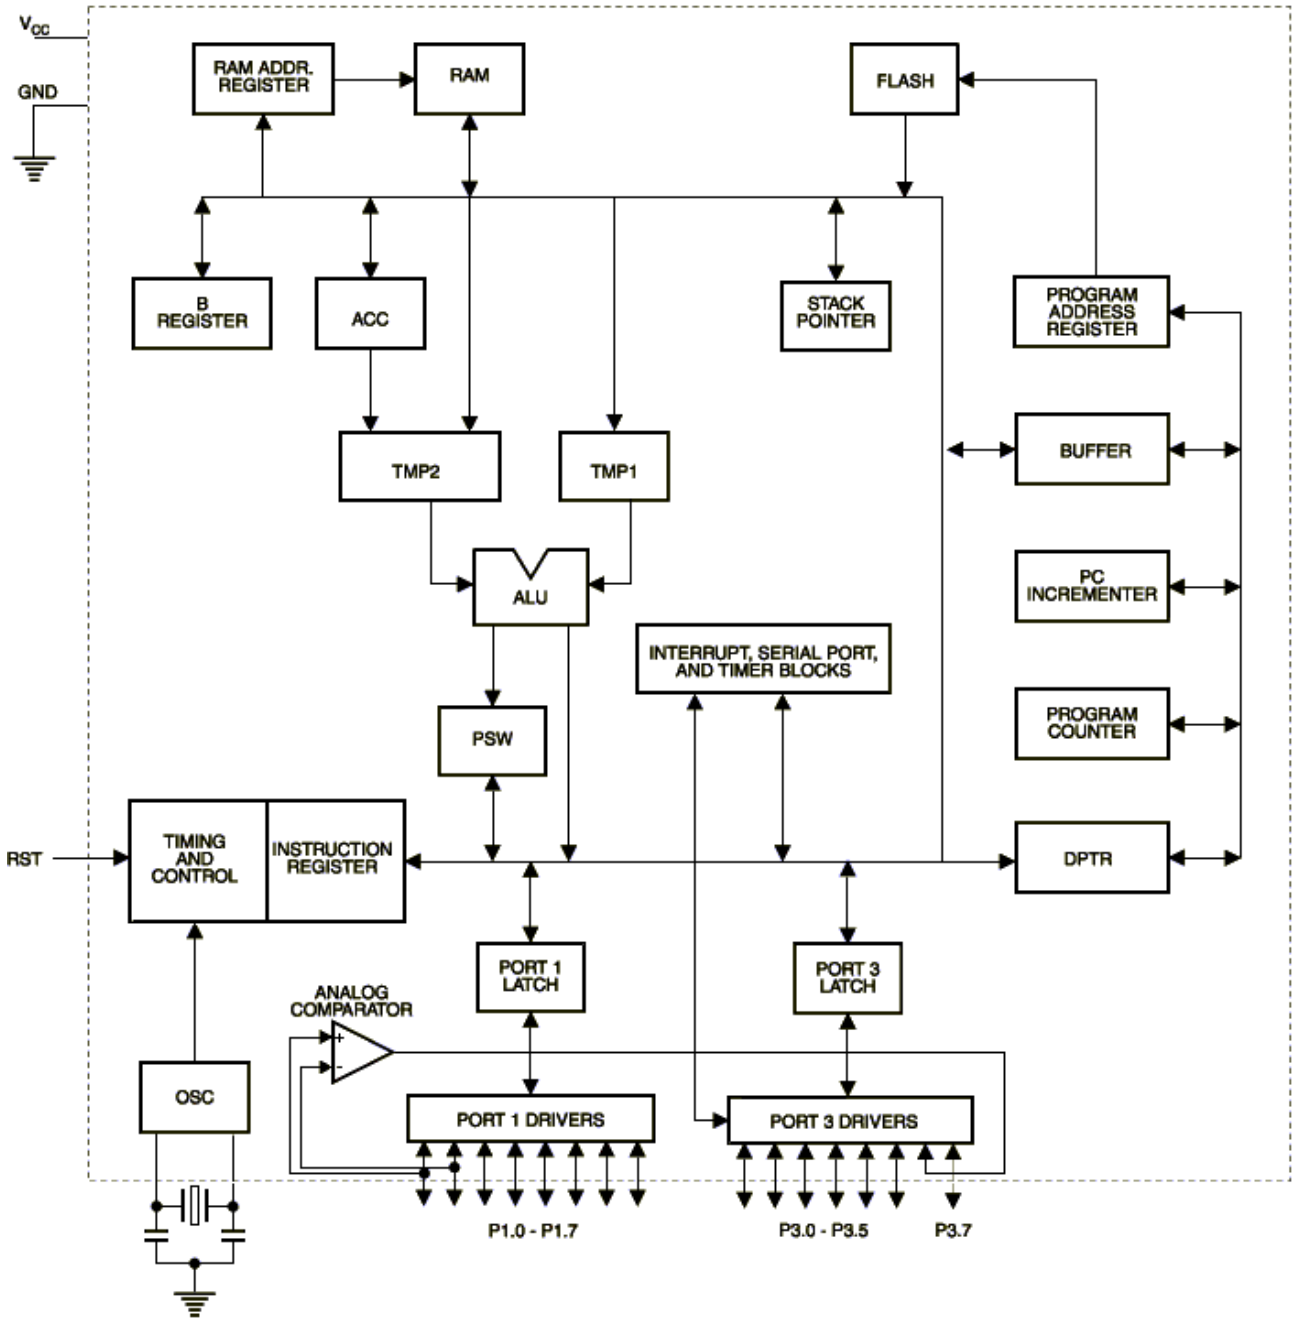 VCC
GND
RAM ADDR.
REGISTER
RAM
FLASH
B
REGISTER
ACC
STACK
POINTER
PROGRAM
ADDRESS
REGISTER
TMP2
TMP1
BUFFER
ALU
PC
INCREMENTER
INTERRUPT, SERIAL PORT,
AND TIMER BLOCKS
PSW
PROGRAM
COUNTER
RST
TIMING
AND
CONTROL
INSTRUCTION
REGISTER
DPTR
PORT 1
LATCH
PORT 3
LATCH
ANALOG
COMPARATOR
+
-
OSC
PORT 1 DRIVERS
PORT 3 DRIVERS
P1.0 - P1.7
P3.0 - P3.5
P3.7